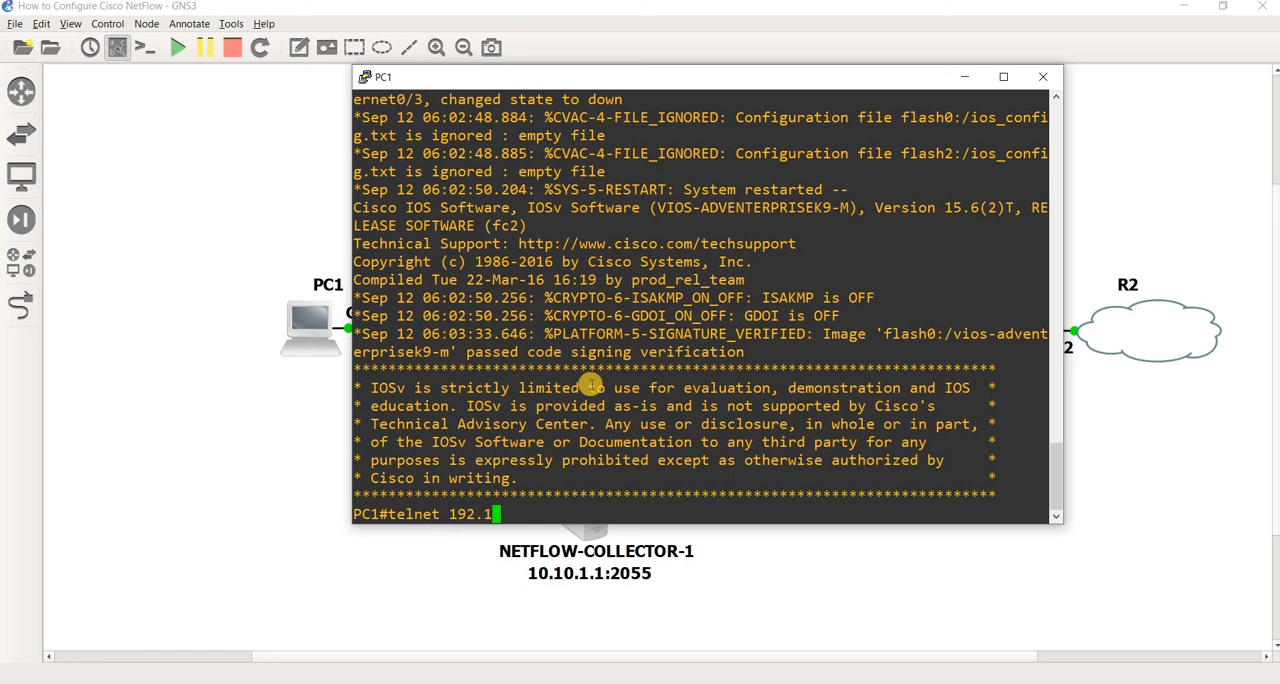 How to Configure Cisco NetFlow - GNS3
File Edit View Control Node Annotate Tools Help
PC1
ernet0/3, changed state to down
*Sep 12 06:02:48.884: %CVAC-4-FILE_IGNORED: Configuration file flash0:/ios_confi
g.txt is ignored : empty file
*Sep 12 06:02:48.885: %CVAC-4-FILE_IGNORED: Configuration file flash2:/ios_confi
g.txt is ignored : empty file
*Sep 12 06:02:50.204: %SYS-5-RESTART: System restarted --
Cisco IOS Software, IOSv Software (VIOS-ADVENTERPRISEK9-M), Version 15.6(2)T, RE
LEASE SOFTWARE (fc2)
Technical Support: http://www.cisco.com/techsupport
Copyright (c) 1986-2016 by Cisco Systems, Inc.
Compiled Tue 22-Mar-16 16:19 by prod_rel_team
*Sep 12 06:02:50.256: %CRYPTO-6-ISAKMP_ON_OFF: ISAKMP is OFF
*Sep 12 06:02:50.256: %CRYPTO-6-GDOI_ON_OFF: GDOI is OFF
*Sep 12 06:03:33.646: %PLATFORM-5-SIGNATURE_VERIFIED: Image 'flash0:/vios-advent
erprisek9-m' passed code signing verification
**************************************************************************
* IOSv is strictly limited to use for evaluation, demonstration and IOS *
* education. IOSv is provided as-is and is not supported by Cisco's *
* Technical Advisory Center. Any use or disclosure, in whole or in part, *
* of the IOSv Software or Documentation to any third party for any *
* purposes is expressly prohibited except as otherwise authorized by *
* Cisco in writing. *
**************************************************************************
PC1#telnet 192.1
PC1
R2
2
NETFLOW-COLLECTOR-1
10.10.1.1:2055